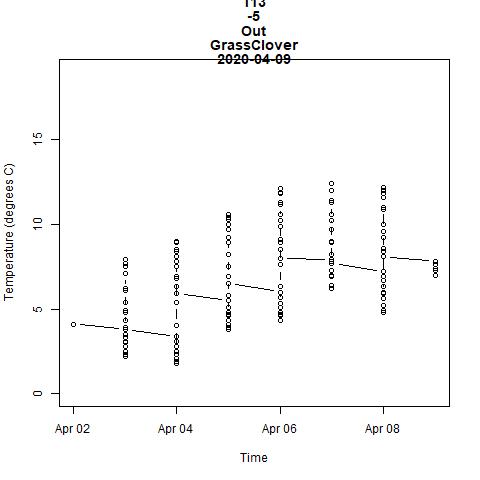 113
-5
Out
GrassClover
2020-04-09
Temperature (degrees C)
15
10
5
0
Apr 02
Apr 04
Apr 06
Apr 08
Time